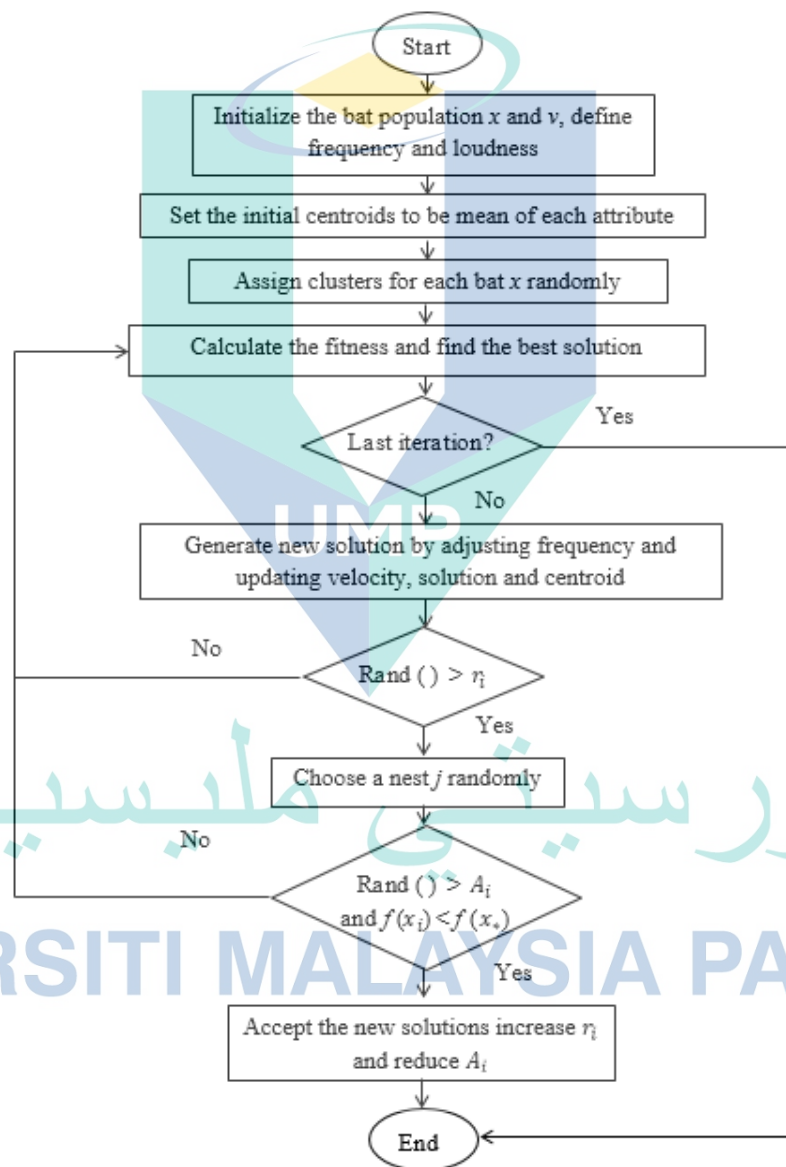 Start
Initialize the bat population x and v, define
frequency and loudness
Set the initial centroids to be mean of each attribute
Assign clusters for each bat x randomly
Calculate the fitness and find the best solution
Yes
Last iteration?
No
UMP
Generate new solution by adjusting frequency and
updating velocity, solution and centroid
No
Rand ( ) > rᵢ
Yes
Choose a nest j randomly
No
Rand ( ) > Aᵢ
and f(xᵢ) < f(x*)
Yes
RSITI MALAYSIA PA
Accept the new solutions increase rᵢ
and reduce Aᵢ
End